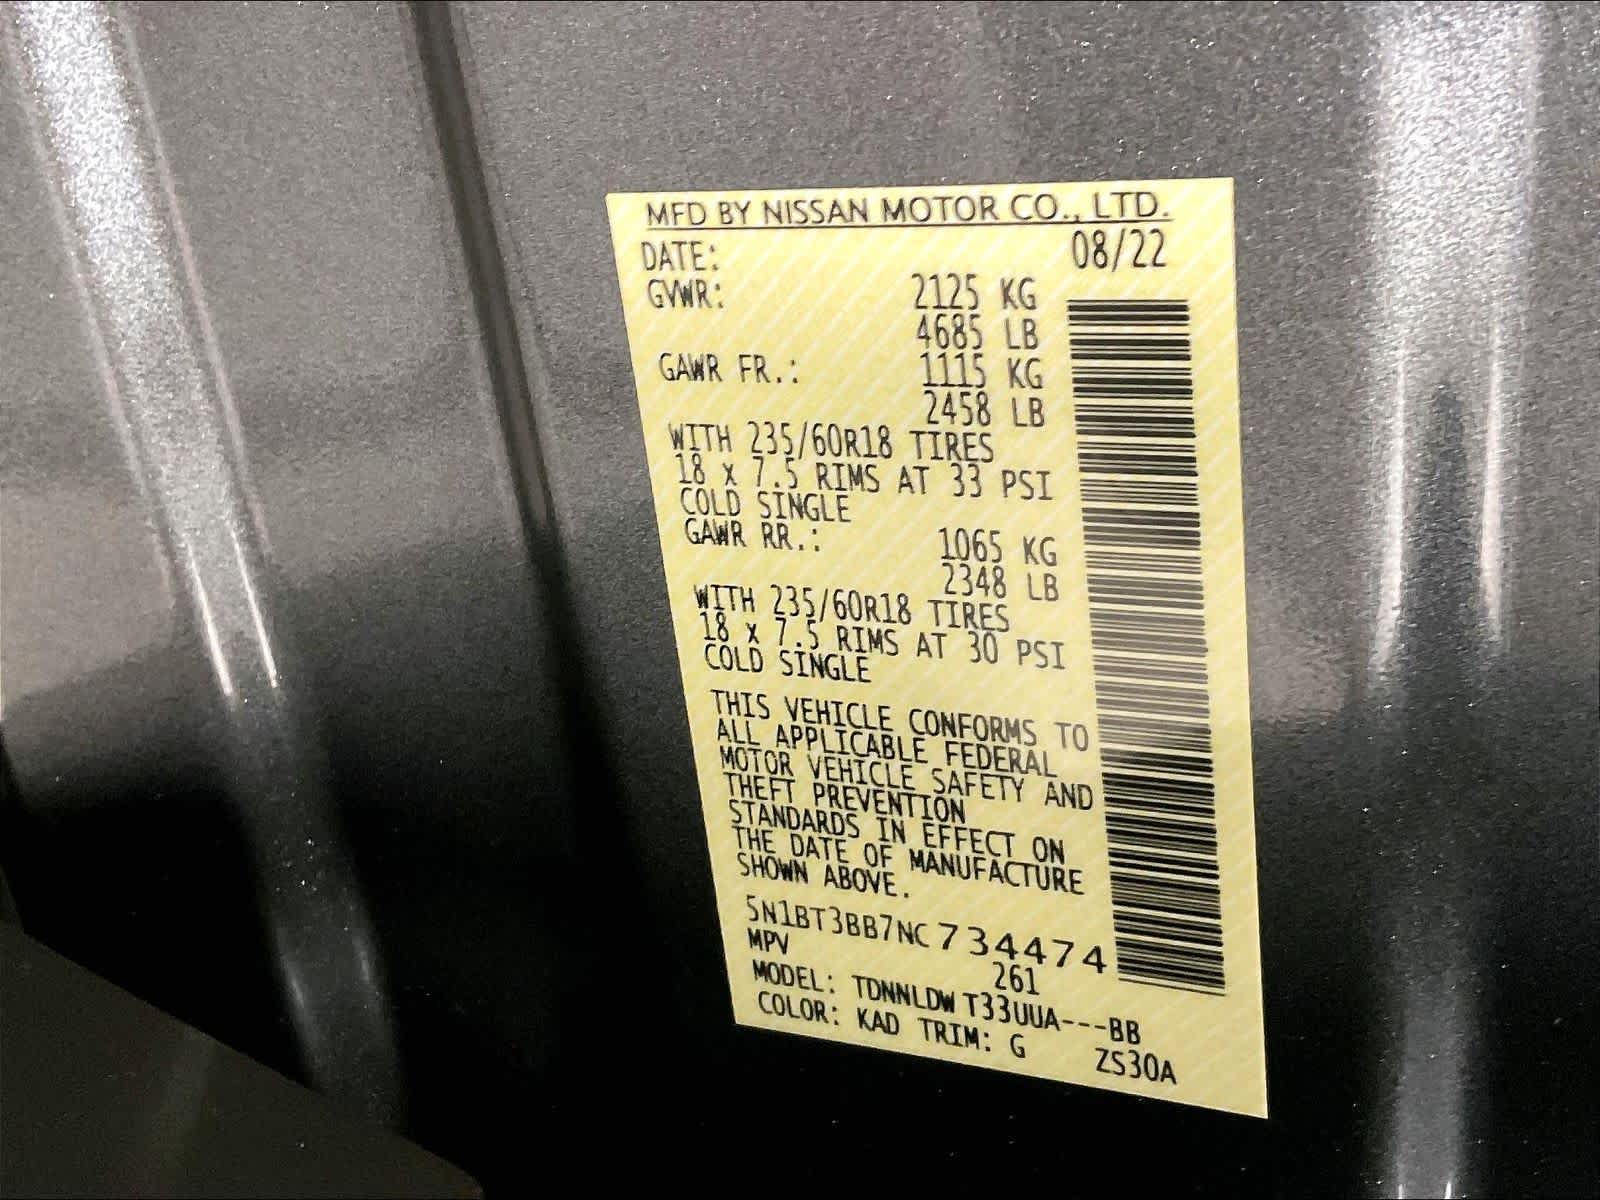 MFD BY NISSAN MOTOR CO., LTD.
DATE: 08/22
GVWR: 2125 KG
4685 LB
GAWR FR.: 1115 KG
2458 LB
WITH 235/60R18 TIRES
18 x 7.5 RIMS AT 33 PSI
COLD SINGLE
GAWR RR.: 1065 KG
2348 LB
WITH 235/60R18 TIRES
18 x 7.5 RIMS AT 30 PSI
COLD SINGLE
THIS VEHICLE CONFORMS TO
ALL APPLICABLE FEDERAL
MOTOR VEHICLE SAFETY AND
THEFT PREVENTION
STANDARDS IN EFFECT ON
THE DATE OF MANUFACTURE
SHOWN ABOVE.
5N1BT3BB7NC734474
MPV 261
MODEL: TDNNLDW T33UUA---BB
COLOR: KAD TRIM: G ZS30A